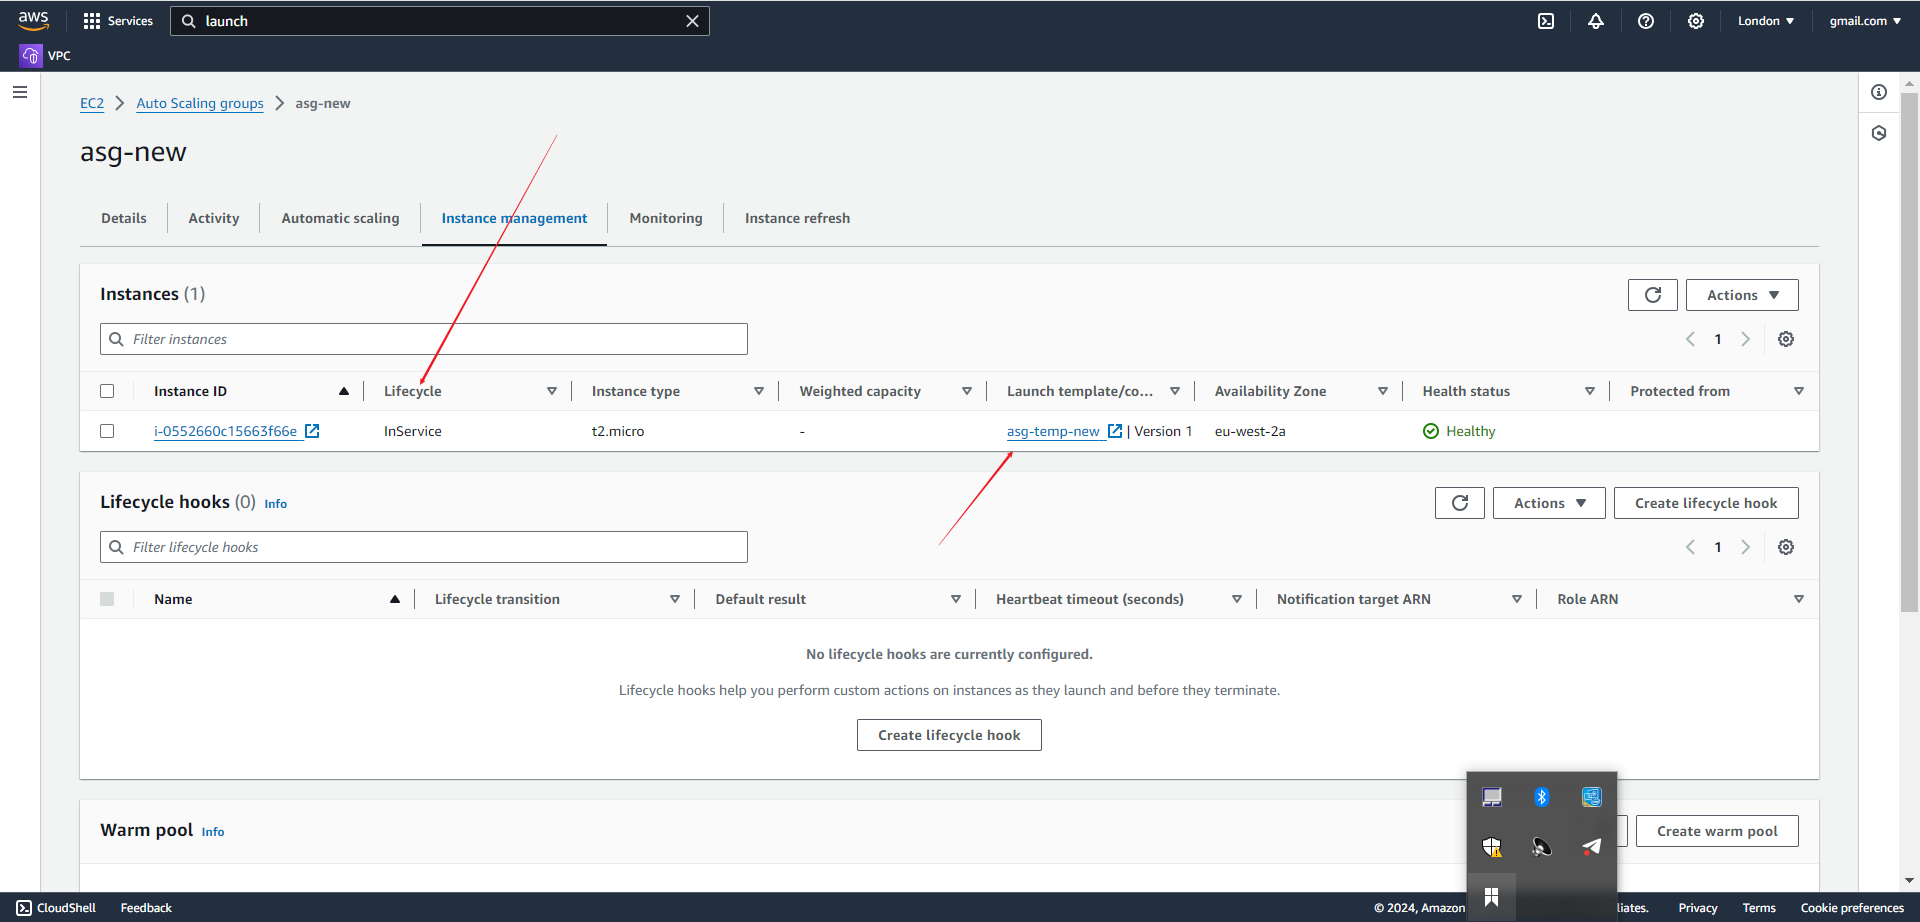 aws Services launch London gmail.com
VPC
EC2 Auto Scaling groups asg-new
asg-new
Details Activity Automatic scaling Instance management Monitoring Instance refresh
Instances (1) Actions
Filter instances 1
Instance ID Lifecycle Instance type Weighted capacity Launch template/co... Availability Zone Health status Protected from
i-0552660c15663f66e InService t2.micro - asg-temp-new | Version 1 eu-west-2a Healthy
Lifecycle hooks (0) Info Actions Create lifecycle hook
Filter lifecycle hooks 1
Name Lifecycle transition Default result Heartbeat timeout (seconds) Notification target ARN Role ARN
No lifecycle hooks are currently configured.
Lifecycle hooks help you perform custom actions on instances as they launch and before they terminate.
Create lifecycle hook
Warm pool Info Create warm pool
CloudShell Feedback © 2024, Amazon liates. Privacy Terms Cookie preferences